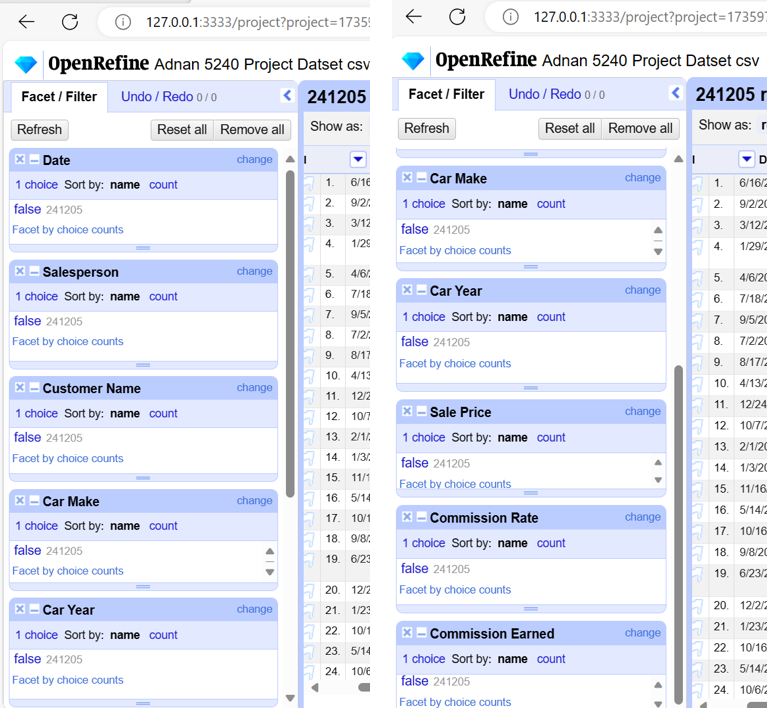 127.0.0.1:3333/project?project=1735
OpenRefine Adnan 5240 Project Datset csv
Facet / Filter
Undo / Redo 0 / 0
241205
Refresh
Reset all
Remove all
Show as:
Date
change
1 choice Sort by: name count
false 241205
Facet by choice counts
Salesperson
change
1 choice Sort by: name count
false 241205
Facet by choice counts
Customer Name
change
1 choice Sort by: name count
false 241205
Facet by choice counts
Car Make
change
1 choice Sort by: name count
false 241205
Facet by choice counts
Car Year
change
1 choice Sort by: name count
false 241205
Facet by choice counts
1. 6/16
2. 9/2/
3. 3/12
4. 1/29
5. 4/6/
6. 7/18
7. 9/5/
8. 7/2/
9. 8/17
10. 4/13
11. 12/2
12. 10/7
13. 2/1/
14. 1/3/
15. 11/1
16. 5/14
17. 10/1
18. 9/8/
19. 6/23
20. 12/2
21. 1/23
22. 10/1
23. 5/14
24. 10/6
127.0.0.1:3333/project?project=17359
OpenRefine Adnan 5240 Project Datset csv
Facet / Filter
Undo / Redo 0 / 0
241205 r
Refresh
Reset all
Remove all
Show as: r
D
Car Make
change
1 choice Sort by: name count
false 241205
Facet by choice counts
Car Year
change
1 choice Sort by: name count
false 241205
Facet by choice counts
Sale Price
change
1 choice Sort by: name count
false 241205
Facet by choice counts
Commission Rate
change
1 choice Sort by: name count
false 241205
Facet by choice counts
Commission Earned
change
1 choice Sort by: name count
false 241205
Facet by choice counts
1. 6/16/2
2. 9/2/20
3. 3/12/2
4. 1/29/2
5. 4/6/20
6. 7/18/2
7. 9/5/20
8. 7/2/20
9. 8/17/2
10. 4/13/2
11. 12/24
12. 10/7/2
13. 2/1/20
14. 1/3/20
15. 11/16/
16. 5/14/2
17. 10/16
18. 9/8/20
19. 6/23/2
20. 12/2/2
21. 1/23/2
22. 10/16
23. 5/14/2
24. 10/6/2